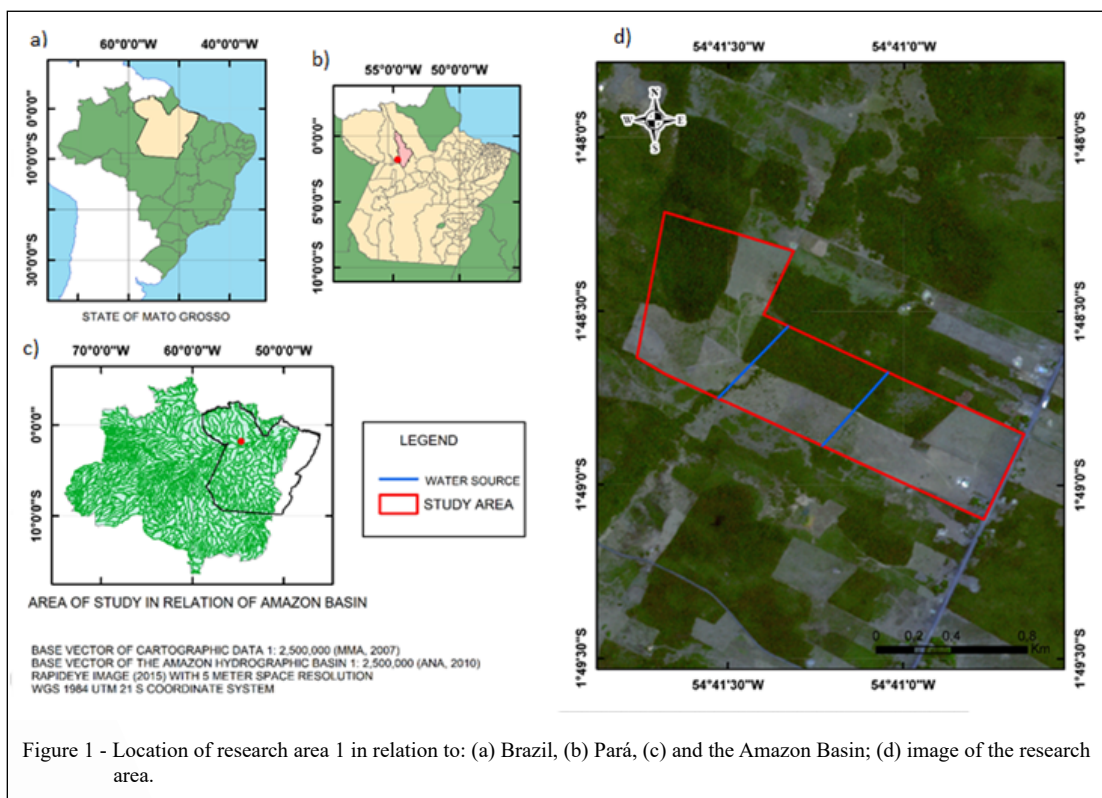 a)
60°0'0"W 40°0'0"W
0°0'0"
10°0'0"S
30°0'0"S
STATE OF MATO GROSSO
b)
55°0'0"W 50°0'0"W
0°0'0"
5°0'0"S
10°0'0"S
c)
70°0'0"W 60°0'0"W 50°0'0"W
0°0'0"
10°0'0"S
AREA OF STUDY IN RELATION OF AMAZON BASIN
LEGEND
WATER SOURCE
STUDY AREA
BASE VECTOR OF CARTOGRAPHIC DATA 1: 2,500,000 (MMA, 2007)
BASE VECTOR OF THE AMAZON HYDROGRAPHIC BASIN 1: 2,500,000 (ANA, 2010)
RAPIDEYE IMAGE (2015) WITH 5 METER SPACE RESOLUTION
WGS 1984 UTM 21 S COORDINATE SYSTEM
d)
54°41'30"W 54°41'0"W
N
W E
S
1°48'0"S 1°48'0"S
1°48'30"S 1°48'30"S
1°49'0"S 1°49'0"S
1°49'30"S 1°49'30"S
0 0,2 0,4 0,8
Km
54°41'30"W 54°41'0"W
Figure 1 - Location of research area 1 in relation to: (a) Brazil, (b) Pará, (c) and the Amazon Basin; (d) image of the research
area.